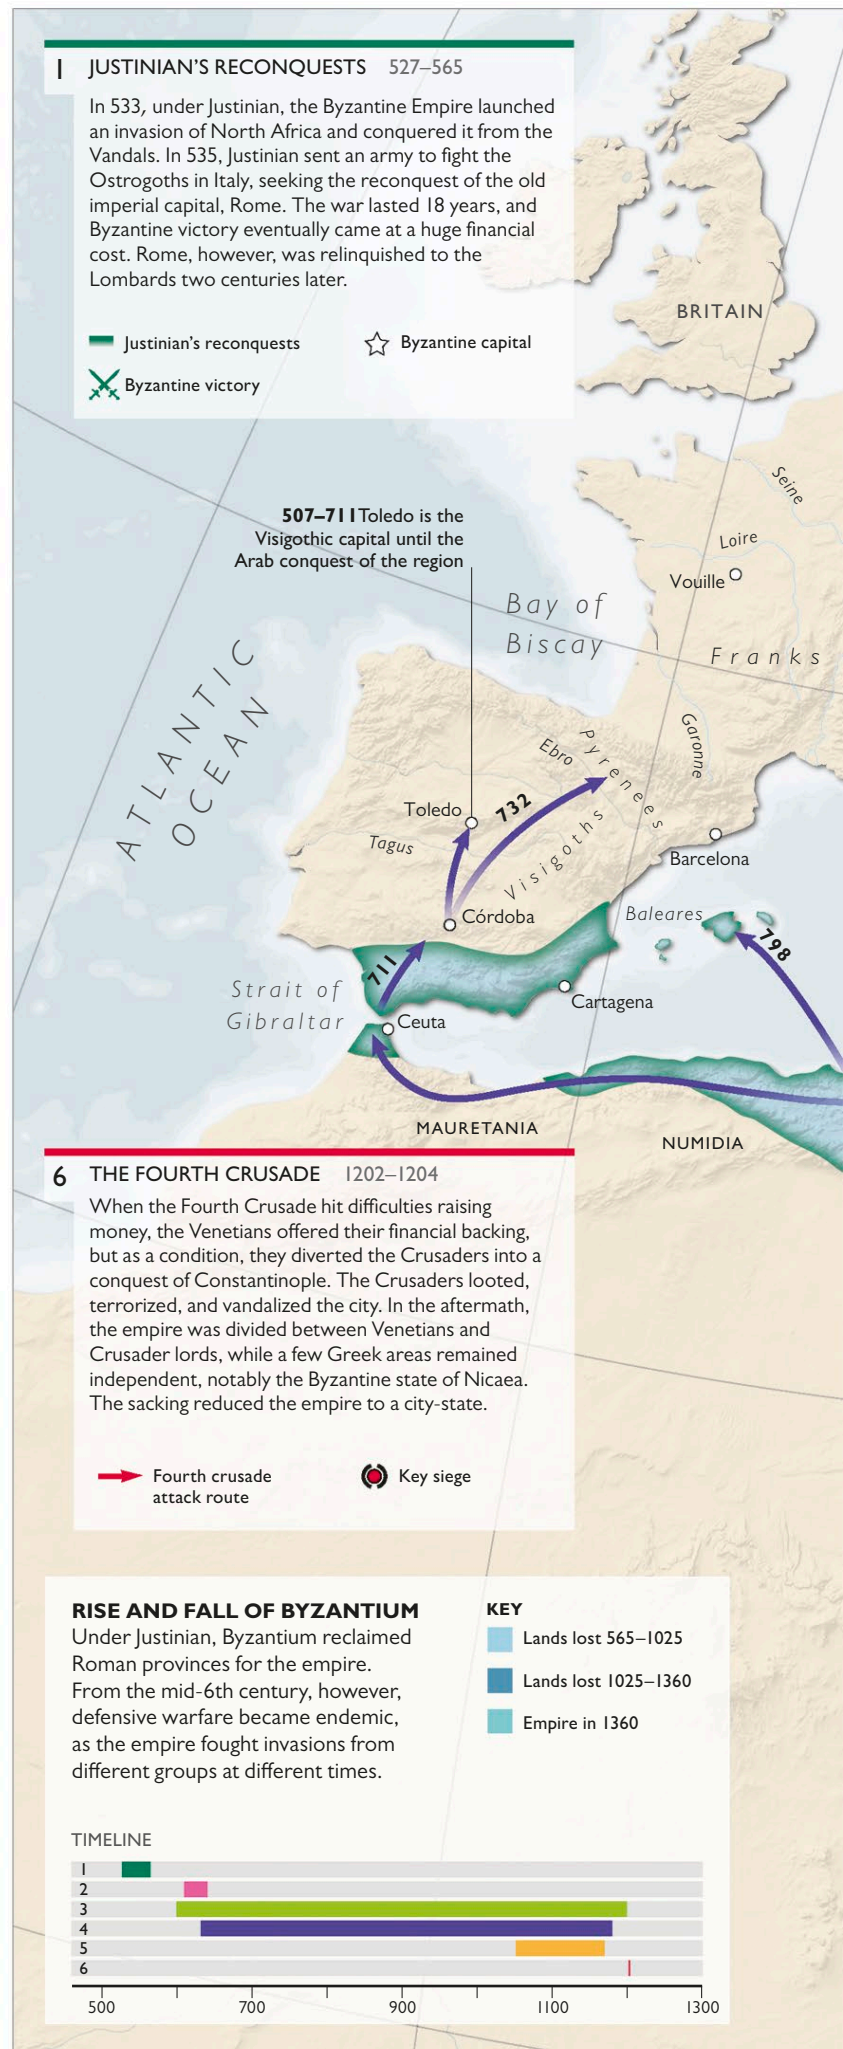 1 JUSTINIAN'S RECONQUESTS 527–565
In 533, under Justinian, the Byzantine Empire launched
an invasion of North Africa and conquered it from the
Vandals. In 535, Justinian sent an army to fight the
Ostrogoths in Italy, seeking the reconquest of the old
imperial capital, Rome. The war lasted 18 years, and
Byzantine victory eventually came at a huge financial
cost. Rome, however, was relinquished to the
Lombards two centuries later.
Justinian's reconquests
Byzantine capital
Byzantine victory
BRITAIN
Seine
507–711 Toledo is the
Visigothic capital until the
Arab conquest of the region
Loire
Vouille
Bay of
Biscay
Franks
ATLANTIC
OCEAN
Garonne
Pyrenees
Ebro
732
Toledo
Tagus
Visigoths
Barcelona
Córdoba
Baleares
798
711
Strait of
Gibraltar
Cartagena
Ceuta
MAURETANIA
NUMIDIA
6 THE FOURTH CRUSADE 1202–1204
When the Fourth Crusade hit difficulties raising
money, the Venetians offered their financial backing,
but as a condition, they diverted the Crusaders into a
conquest of Constantinople. The Crusaders looted,
terrorized, and vandalized the city. In the aftermath,
the empire was divided between Venetians and
Crusader lords, while a few Greek areas remained
independent, notably the Byzantine state of Nicaea.
The sacking reduced the empire to a city-state.
Fourth crusade
attack route
Key siege
RISE AND FALL OF BYZANTIUM
Under Justinian, Byzantium reclaimed
Roman provinces for the empire.
From the mid-6th century, however,
defensive warfare became endemic,
as the empire fought invasions from
different groups at different times.
KEY
Lands lost 565–1025
Lands lost 1025–1360
Empire in 1360
TIMELINE
1
2
3
4
5
6
500 700 900 1100 1300